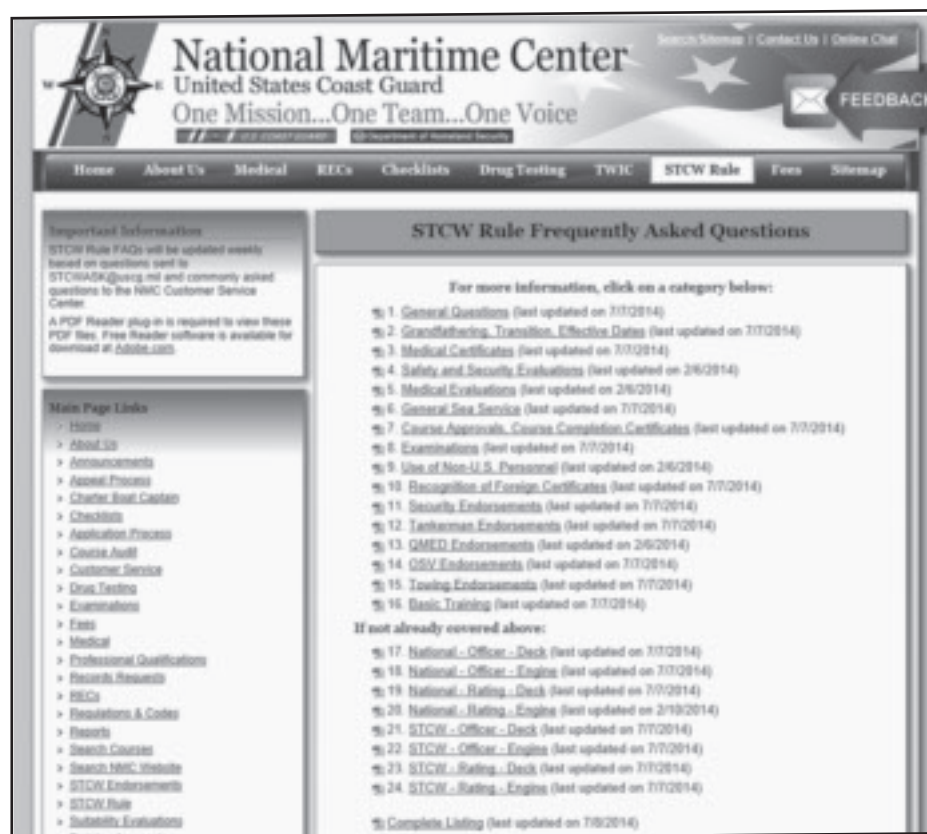 Search/Sitemap | Contact Us | Online Chat
National Maritime Center
United States Coast Guard
One Mission...One Team...One Voice
U.S. COAST GUARD Department of Homeland Security
FEEDBACK
W E
Home About Us Medical RECs Checklists Drug Testing TWIC STCW Rule Fees Sitemap
Important Information
STCW Rule FAQs will be updated weekly
based on questions sent to
STCWASK@uscg.mil and commonly asked
questions to the NMC Customer Service
Center.
A PDF Reader plug-in is required to view these
PDF files. Free Reader software is available for
download at Adobe.com.
Main Page Links
> Home
> About Us
> Announcements
> Appeal Process
> Charter Boat Captain
> Checklists
> Application Process
> Course Audit
> Customer Service
> Drug Testing
> Examinations
> Fees
> Medical
> Professional Qualifications
> Records Requests
> RECs
> Regulations & Codes
> Reports
> Search Courses
> Search NMC Website
> STCW Endorsements
> STCW Rule
> Suitability Evaluations
STCW Rule Frequently Asked Questions
For more information, click on a category below:
1. General Questions (last updated on 7/7/2014)
2. Grandfathering, Transition, Effective Dates (last updated on 7/7/2014)
3. Medical Certificates (last updated on 7/7/2014)
4. Safety and Security Evaluations (last updated on 2/6/2014)
5. Medical Evaluations (last updated on 2/6/2014)
6. General Sea Service (last updated on 7/7/2014)
7. Course Approvals, Course Completion Certificates (last updated on 7/7/2014)
8. Examinations (last updated on 7/7/2014)
9. Use of Non-U.S. Personnel (last updated on 2/6/2014)
10. Recognition of Foreign Certificates (last updated on 7/7/2014)
11. Security Endorsements (last updated on 7/7/2014)
12. Tankerman Endorsements (last updated on 7/7/2014)
13. QMED Endorsements (last updated on 2/6/2014)
14. OSV Endorsements (last updated on 7/7/2014)
15. Towing Endorsements (last updated on 7/7/2014)
16. Basic Training (last updated on 7/7/2014)
If not already covered above:
17. National - Officer - Deck (last updated on 7/7/2014)
18. National - Officer - Engine (last updated on 7/7/2014)
19. National - Rating - Deck (last updated on 7/7/2014)
20. National - Rating - Engine (last updated on 2/10/2014)
21. STCW - Officer - Deck (last updated on 7/7/2014)
22. STCW - Officer - Engine (last updated on 7/7/2014)
23. STCW - Rating - Deck (last updated on 7/7/2014)
24. STCW - Rating - Engine (last updated on 7/7/2014)
Complete Listing (last updated on 7/8/2014)